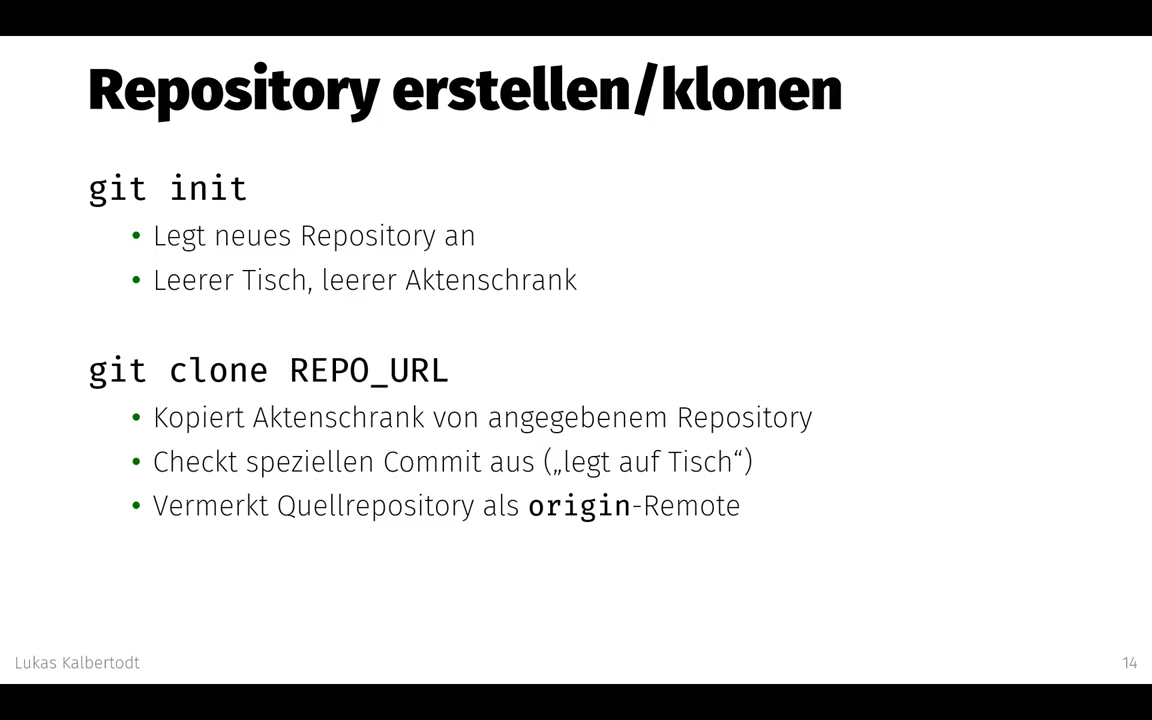 Repository erstellen/klonen
git init
• Legt neues Repository an
• Leerer Tisch, leerer Aktenschrank
git clone REPO_URL
• Kopiert Aktenschrank von angegebenem Repository
• Checkt speziellen Commit aus („legt auf Tisch“)
• Vermerkt Quellrepository als origin-Remote
Lukas Kalbertodt
14